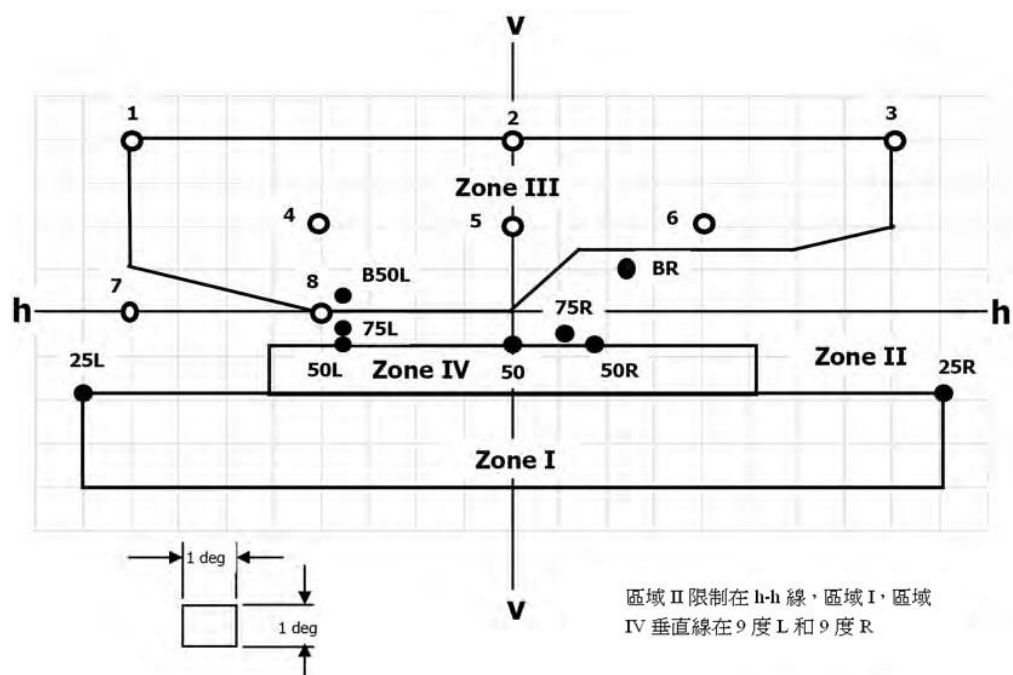 V
1
2
3
Zone III
4
5
6
BR
7
8
B50L
h
h
75L
75R
Zone II
25L
50L
Zone IV
50
50R
25R
Zone I
1 deg
1 deg
V
區域 II 限制在 h-h 線，區域 I，區域
IV 垂直線在 9 度 L 和 9 度 R